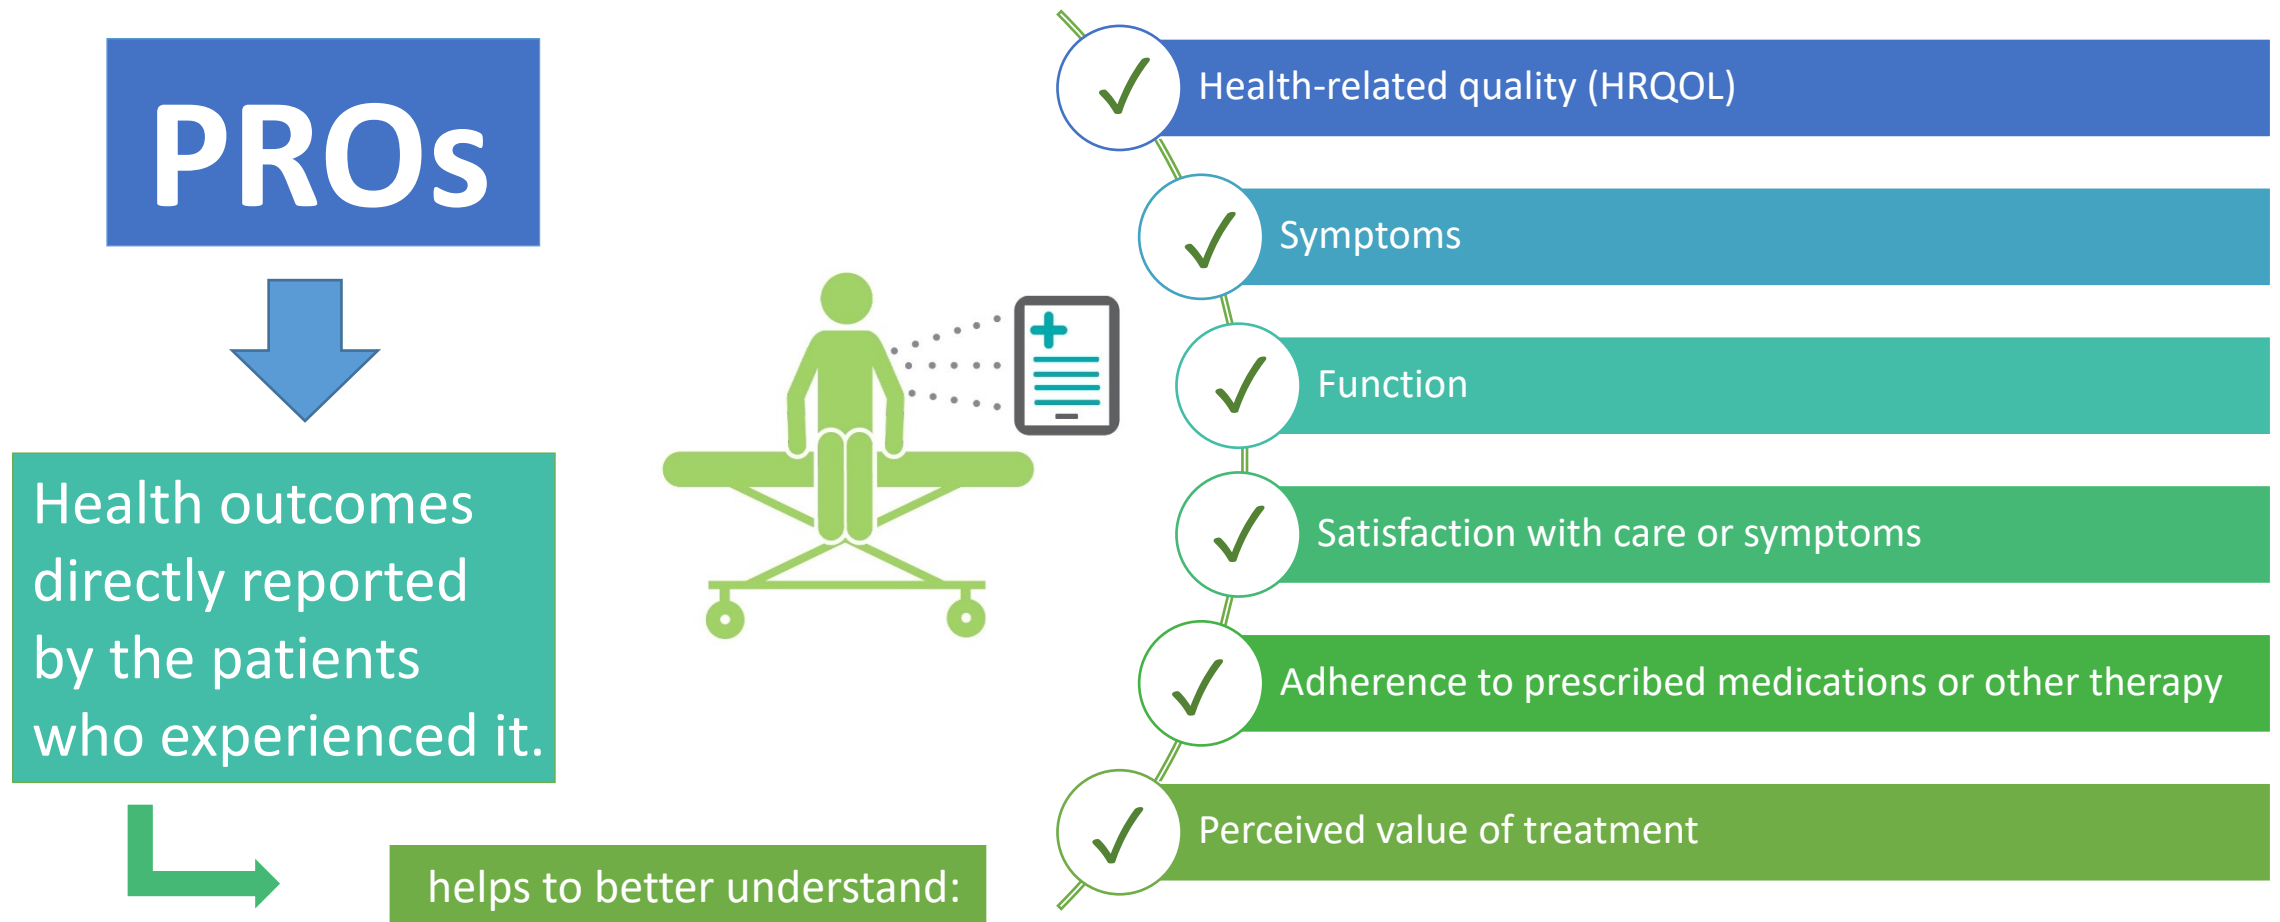 PROs
Health outcomes
directly reported
by the patients
who experienced it.
helps to better understand:
Health-related quality (HRQOL)
Symptoms
Function
Satisfaction with care or symptoms
Adherence to prescribed medications or other therapy
Perceived value of treatment